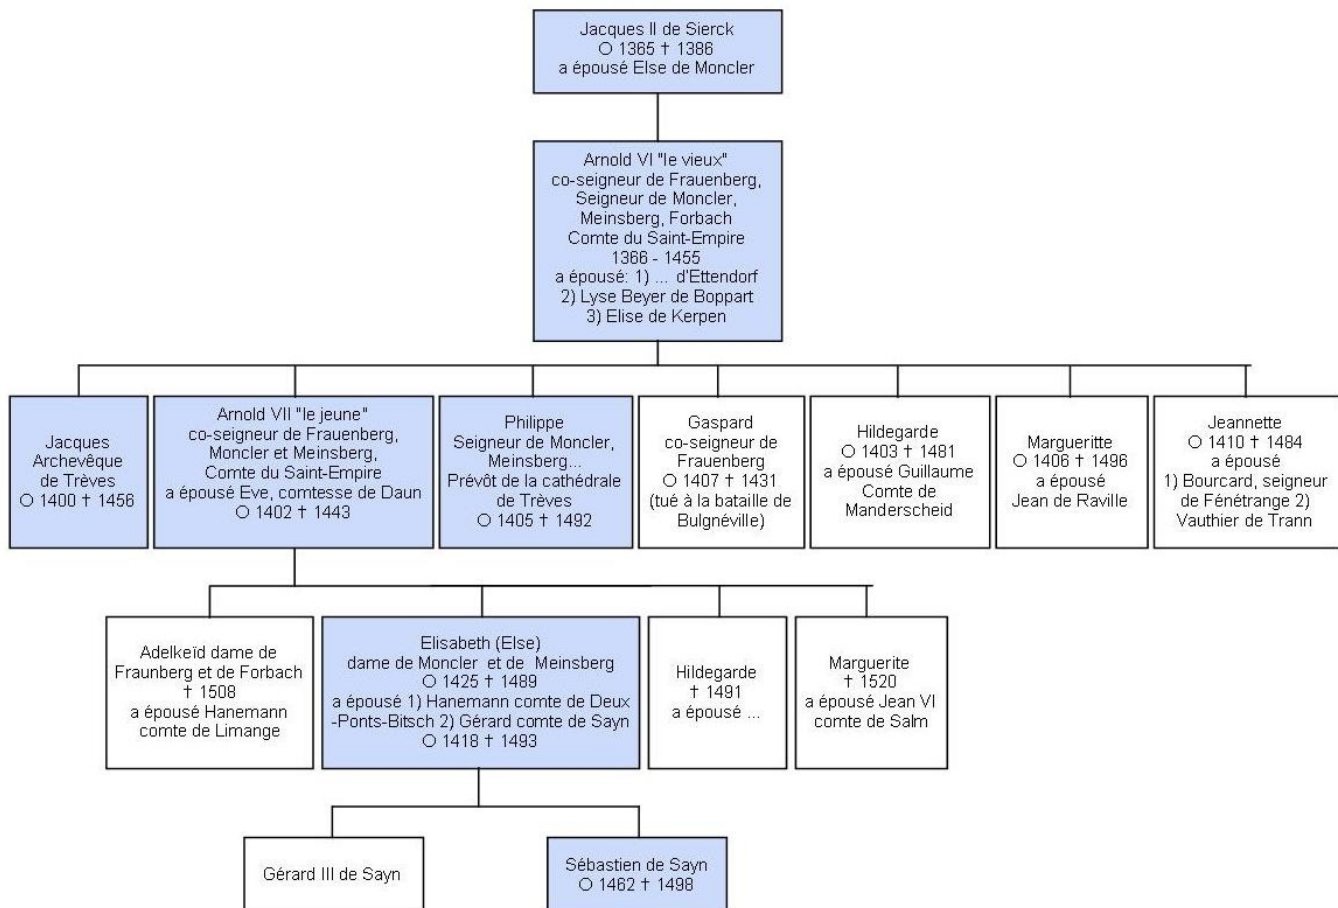 Jacques II de Sierck
O 1365 † 1386
a épousé Else de Moncler
Arnold VI "le vieux"
co-seigneur de Frauenberg,
Seigneur de Moncler,
Meinsberg, Forbach
Comte du Saint-Empire
1366 - 1455
a épousé: 1) ... d'Ettendorf
2) Lyse Beyer de Boppart
3) Elise de Kerpen
Jacques
Archevêque
de Trèves
O 1400 † 1456
Arnold VII "le jeune"
co-seigneur de Frauenberg,
Moncler et Meinsberg,
Comte du Saint-Empire
a épousé Eve, comtesse de Daun
O 1402 † 1443
Philippe
Seigneur de Moncler,
Meinsberg...
Prévôt de la cathédrale
de Trèves
O 1405 † 1492
Gaspard
co-seigneur de
Frauenberg
O 1407 † 1431
(tué à la bataille de
Bulgnéville)
Hildegarde
O 1403 † 1481
a épousé Guillaume
Comte de
Manderscheid
Margueritte
O 1406 † 1496
a épousé
Jean de Raville
Jeannette
O 1410 † 1484
a épousé
1) Bourcard, seigneur
de Fénétrange 2)
Vauthier de Trann
Adelkeïd dame de
Fraunberg et de Forbach
† 1508
a épousé Hanemann
comte de Limange
Elisabeth (Else)
dame de Moncler et de Meinsberg
O 1425 † 1489
a épousé 1) Hanemann comte de Deux
-Ponts-Bitsch 2) Gérard comte de Sayn
O 1418 † 1493
Hildegarde
† 1491
a épousé ...
Marguerite
† 1520
a épousé Jean VI
comte de Salm
Gérard III de Sayn
Sébastien de Sayn
O 1462 † 1498